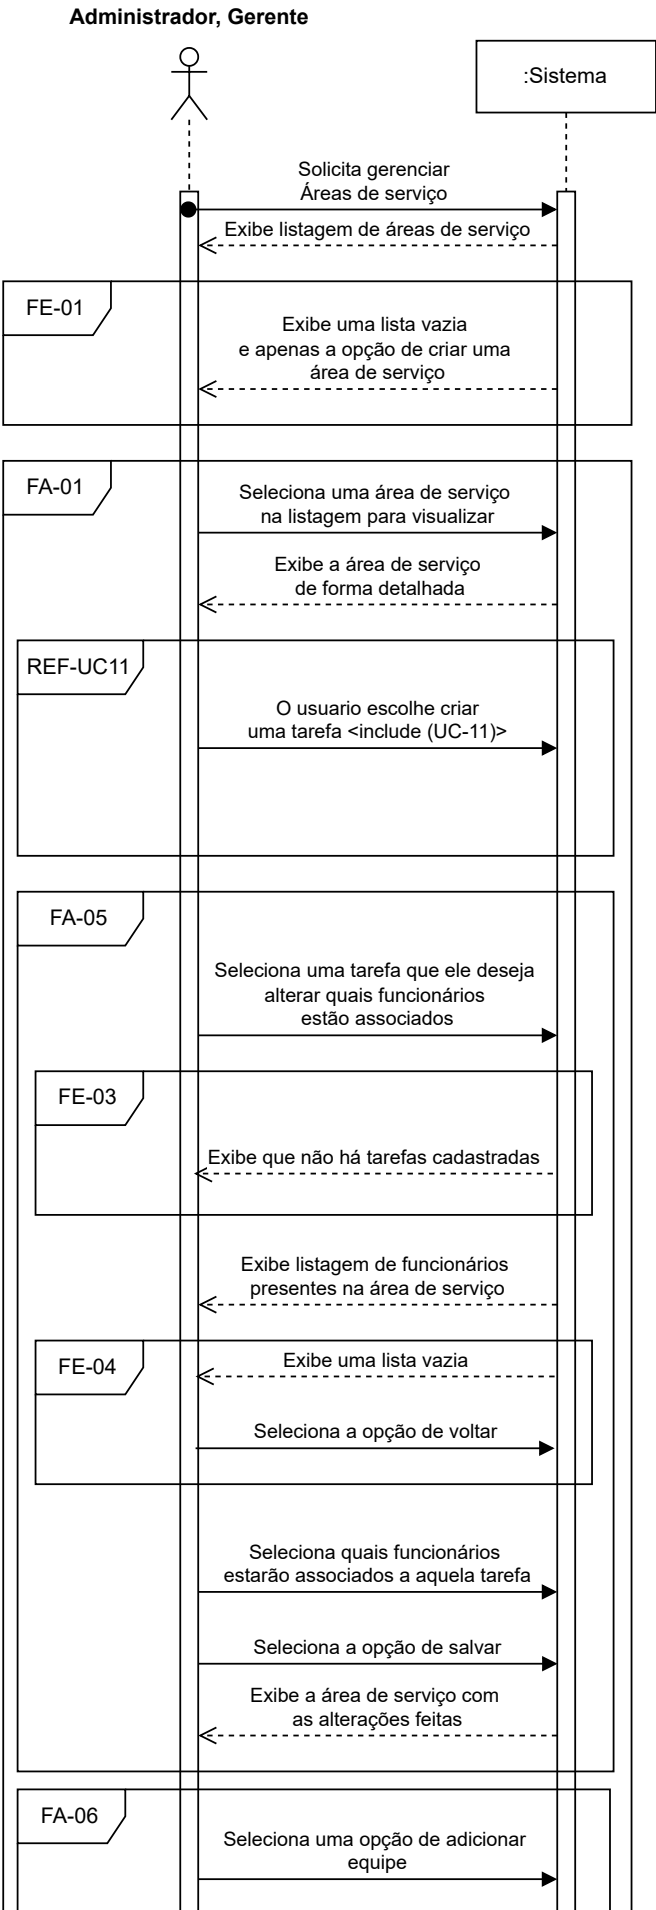 Administrador, Gerente
:Sistema
Solicita gerenciar
Áreas de serviço
Exibe listagem de áreas de serviço
FE-01
Exibe uma lista vazia
e apenas a opção de criar uma
área de serviço
FA-01
Seleciona uma área de serviço
na listagem para visualizar
Exibe a área de serviço
de forma detalhada
REF-UC11
O usuario escolhe criar
uma tarefa <include (UC-11)>
FA-05
Seleciona uma tarefa que ele deseja
alterar quais funcionários
estão associados
FE-03
Exibe que não há tarefas cadastradas
Exibe listagem de funcionários
presentes na área de serviço
FE-04
Exibe uma lista vazia
Seleciona a opção de voltar
Seleciona quais funcionários
estarão associados a aquela tarefa
Seleciona a opção de salvar
Exibe a área de serviço com
as alterações feitas
FA-06
Seleciona uma opção de adicionar
equipe